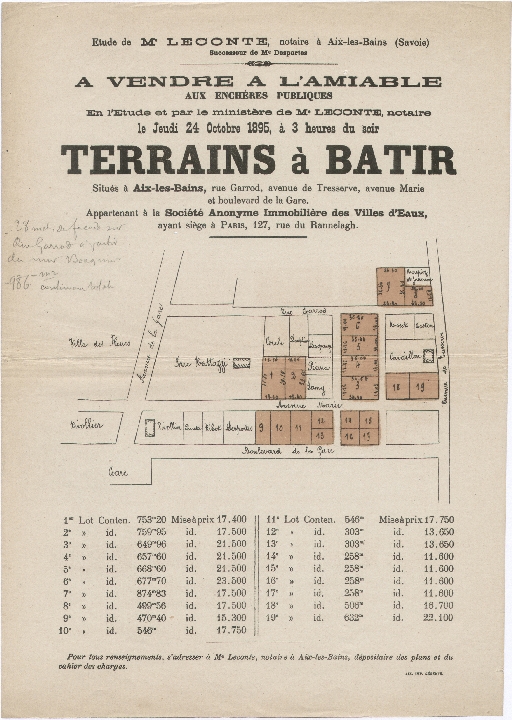 Etude de Me LECONTE, notaire à Aix-les-Bains (Savoie)
Successeur de Me Desportes
A VENDRE A L'AMIABLE
AUX ENCHÈRES PUBLIQUES
En l'Etude et par le ministère de Me LECONTE, notaire
le Jeudi 24 Octobre 1895, à 3 heures du soir
TERRAINS à BATIR
Situés à Aix-les-Bains, rue Garrod, avenue de Tresserve, avenue Marie
et boulevard de la Gare.
Appartenant à la Société Anonyme Immobilière des Villes d'Eaux,
ayant siège à PARIS, 127, rue du Rannelagh.
Rue Garrod
Avenue de la gare
Villa des Fleurs
Avenue Marie
9 10 11 12 13
18 19
Boulevard de la Gare
Gare
1er Lot Conten. 753m20 Mise à prix 17.400
2e » id. 759m95 id. 17.500
3e » id. 649m96 id. 21.500
4e » id. 657m60 id. 21.500
5e » id. 668m60 id. 21.500
6e » id. 677m70 id. 23.500
7e » id. 874m83 id. 17.500
8e » id. 499m56 id. 17.500
9e » id. 470m40 id. 15.300
10e » id. 546m id. 17.750
11e Lot Conten. 546m Mise à prix 17.750
12e » id. 303m id. 13.650
13e » id. 303m id. 13.650
14e » id. 258m id. 11.600
15e » id. 258m id. 11.600
16e » id. 258m id. 11.600
17e » id. 258m id. 11.600
18e » id. 506m id. 16.700
19e » id. 632m id. 22.100
Pour tous renseignements, s'adresser à Me Leconte, notaire à Aix-les-Bains, dépositaire des plans et du
cahier des charges.